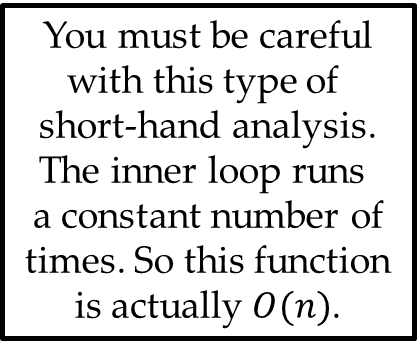 You must be careful
with this type of
short-hand analysis.
The inner loop runs
a constant number of
times. So this function
is actually O(n).